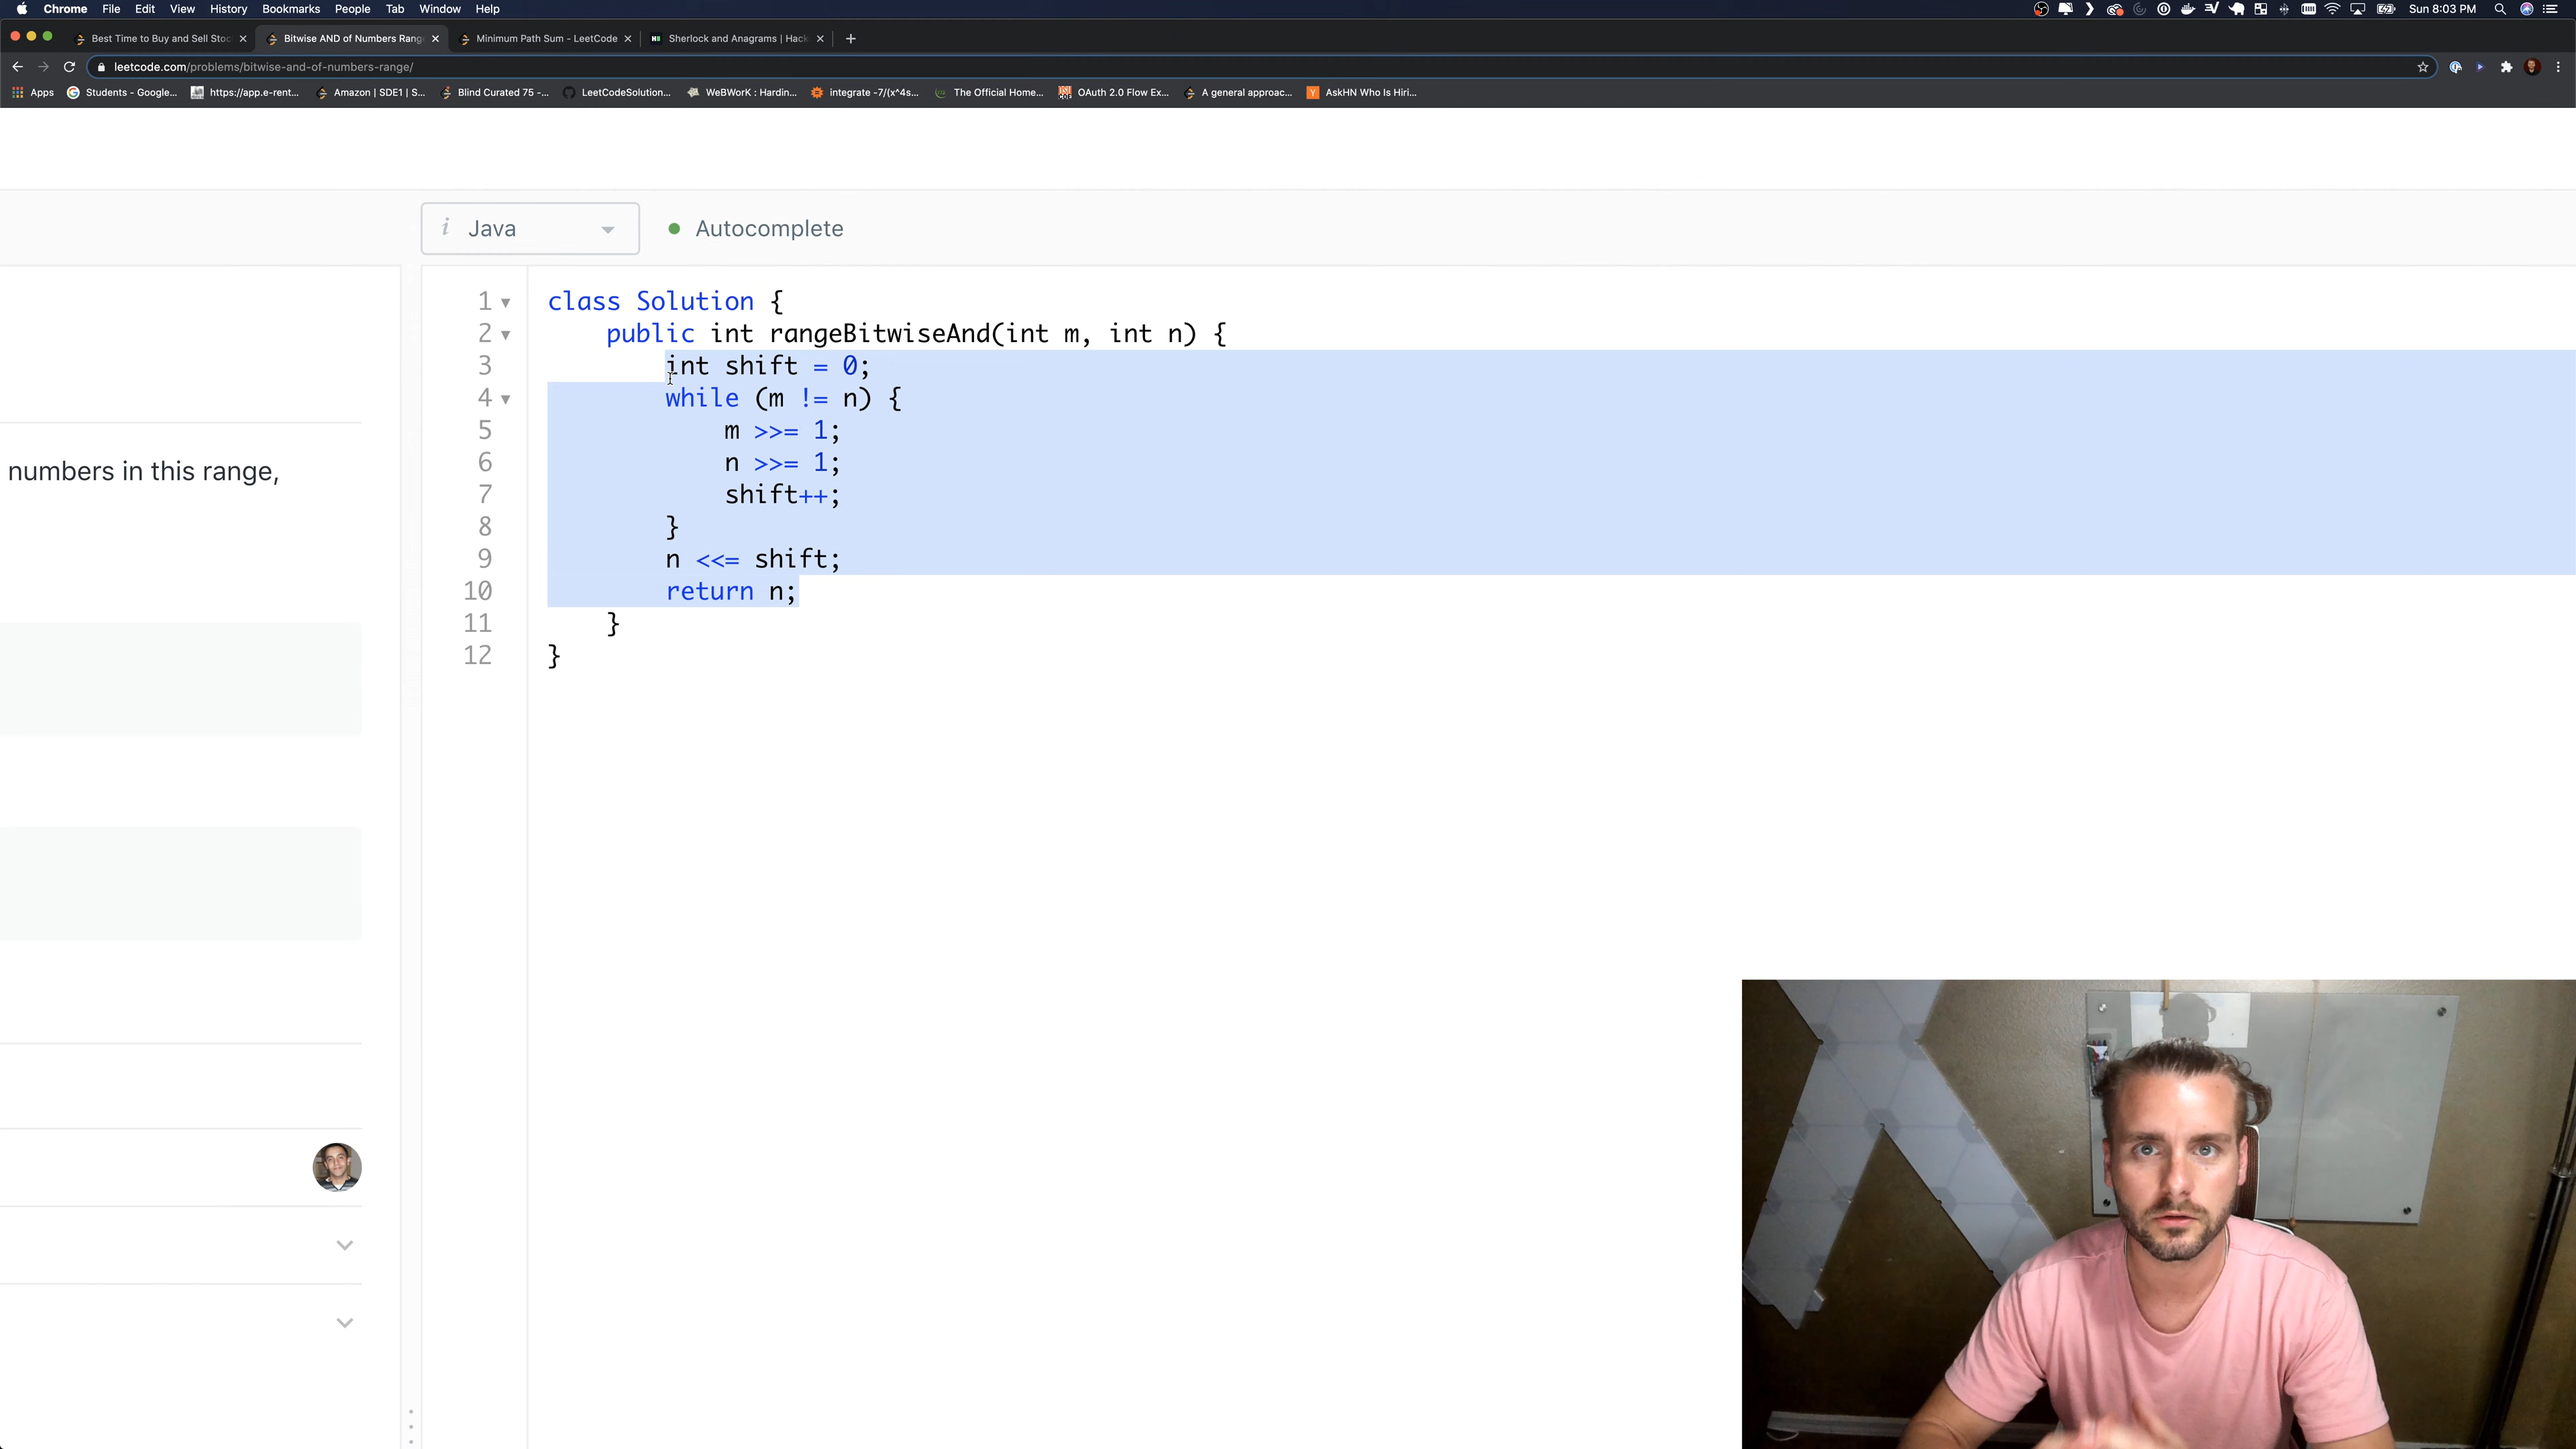 Chrome File Edit View History Bookmarks People Tab Window Help Sun 8:03 PM
Best Time to Buy and Sell Stoc Bitwise AND of Numbers Rang Minimum Path Sum - LeetCode Sherlock and Anagrams | Hack
leetcode.com/problems/bitwise-and-of-numbers-range/
Apps Students - Google... https://app.e-rent... Amazon | SDE1 | S... Blind Curated 75 -... LeetCodeSolution... WeBWorK : Hardin... integrate -7/(x^4s... The Official Home... OAuth 2.0 Flow Ex... A general approac... AskHN Who Is Hiri...
i Java Autocomplete
numbers in this range,
1 class Solution {
2 public int rangeBitwiseAnd(int m, int n) {
3 int shift = 0;
4 while (m != n) {
5 m >>= 1;
6 n >>= 1;
7 shift++;
8 }
9 n <<= shift;
10 return n;
11 }
12 }